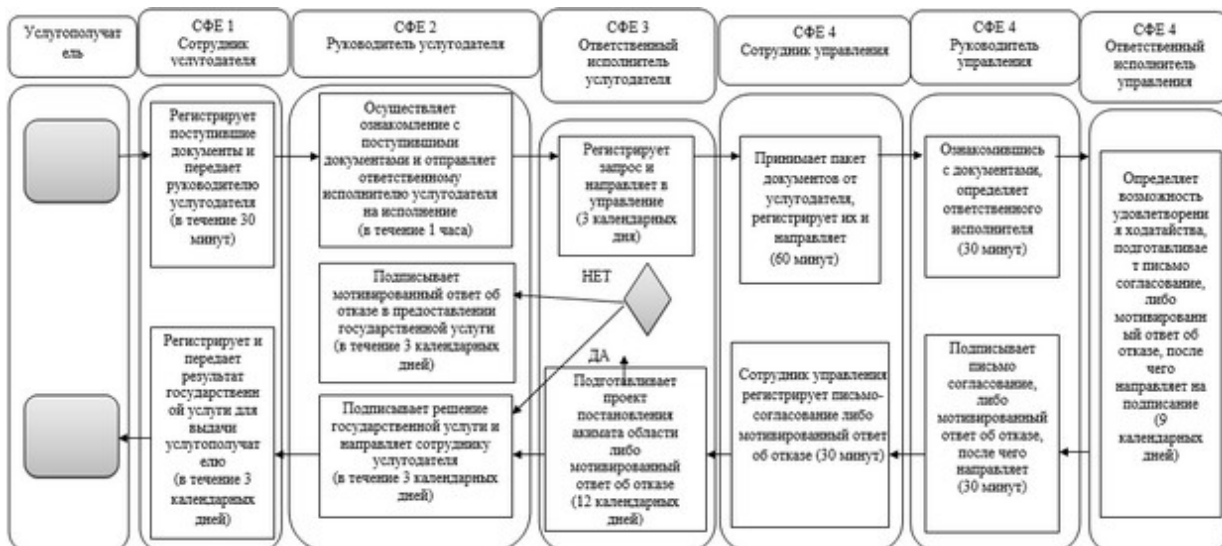 Услугополучат
ель
СФЕ 1
Сотрудник
услугодателя
СФЕ 2
Руководитель услугодателя
СФЕ 3
Ответственный
исполнитель
услугодателя
СФЕ 4
Сотрудник управления
СФЕ 4
Руководитель
управления
СФЕ 4
Ответственный
исполнитель
управления
Регистрирует
поступившие
документы и
передает
руководителю
услугодателя
(в течение 30
минут)
Осуществляет
ознакомление с
поступившими
документами и отправляет
ответственному
исполнителю услугодателя
на исполнение
(в течение 1 часа)
Регистрирует
запрос и
направляет в
управление
(3 календарных
дня)
Принимает пакет
документов от
услугодателя,
регистрирует их и
направляет
(60 минут)
Ознакомившись
с документами,
определяет
ответственного
исполнителя
(30 минут)
Определяет
возможность
удовлетворени
я ходатайства,
подготавливае
т письмо
согласование,
либо
мотивированн
ый ответ об
отказе, после
чего
направляет на
подписание
(9
календарных
дней)
НЕТ
Подписывает
мотивированный ответ об
отказе в предоставлении
государственной услуги
(в течение 3 календарных
дней)
ДА
Регистрирует и
передает
результат
государственн
ой услуги для
выдачи
услугополучат
елю
(в течение 3
календарных
дней)
Подписывает решение
государственной услуги и
направляет сотруднику
услугодателя
(в течение 3 календарных
дней)
Подготавливает
проект
постановления
акимата области
либо
мотивированный
ответ об отказе
(12 календарных
дней)
Сотрудник управления
регистрирует письмо-
согласование либо
мотивированный ответ
об отказе (30 минут)
Подписывает
письмо
согласование,
либо
мотивированный
ответ об отказе,
после чего
направляет
(30 минут)